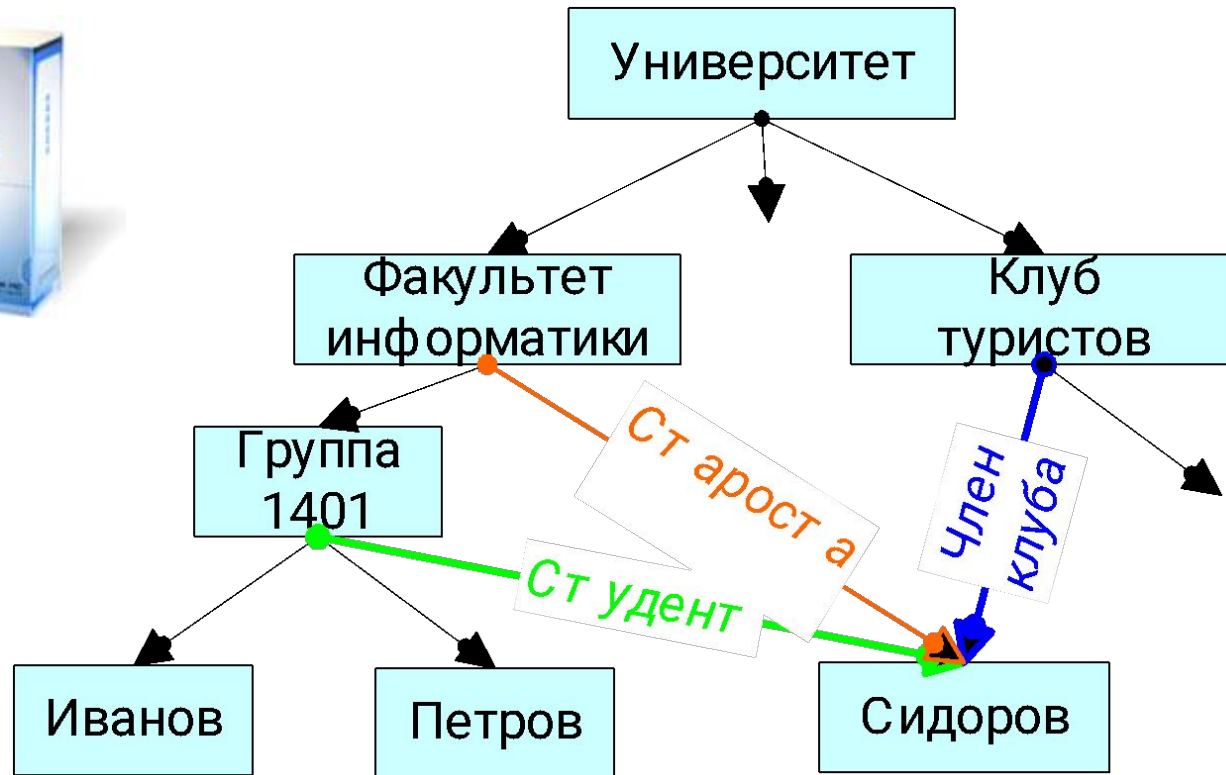 Университет
Факультет
информатики
Клуб
туристов
Группа
1401
Староста
Член
клуба
Студент
Иванов
Петров
Сидоров